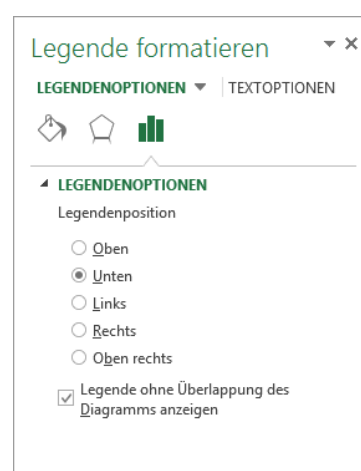 Legende formatieren
LEGENDENOPTIONEN TEXTOPTIONEN
LEGENDENOPTIONEN
Legendenposition
Oben
Unten
Links
Rechts
Oben rechts
Legende ohne Überlappung des
Diagramms anzeigen